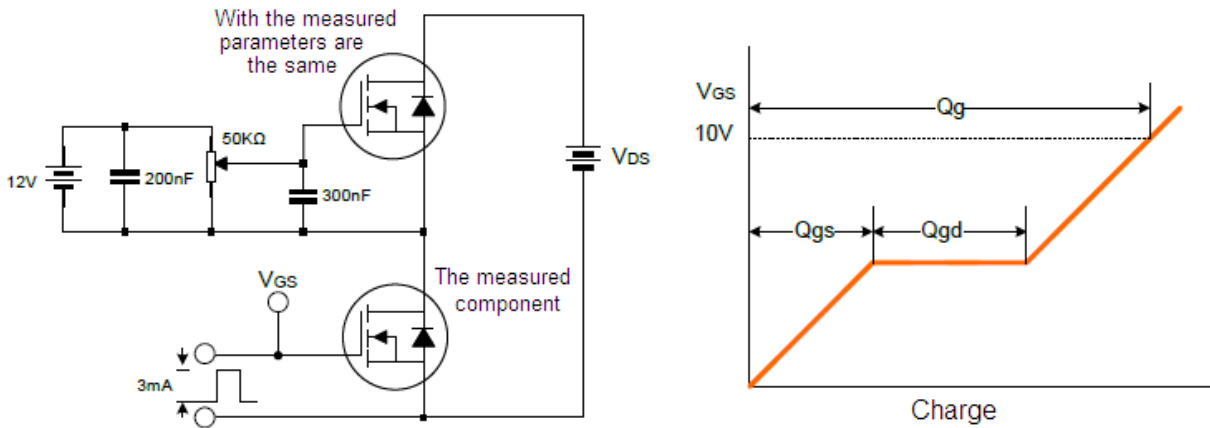 With the measured
parameters are
the same
12V
200nF
50KΩ
300nF
VDS
VGS
The measured
component
3mA
VGS
10V
Qg
Qgs
Qgd
Charge